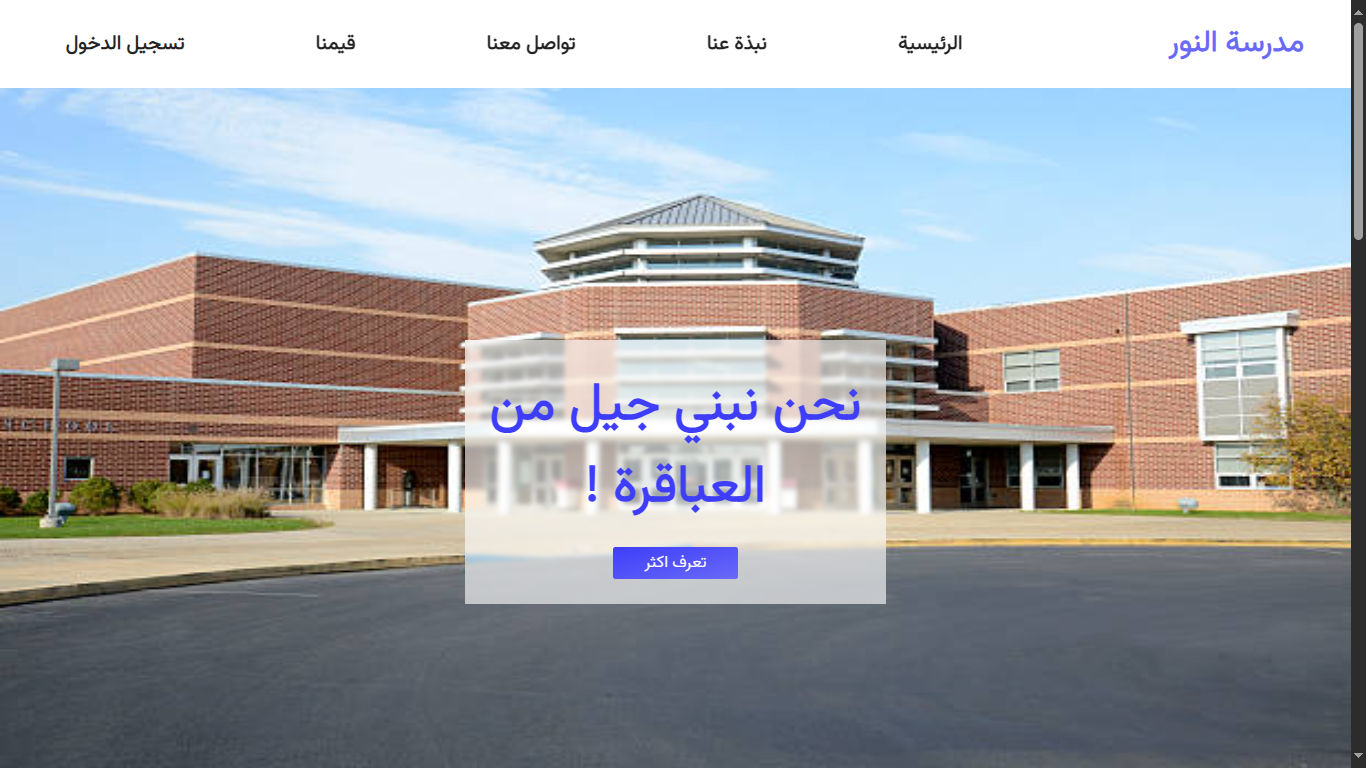 مدرسة النور
الرئيسية
نبذة عنا
تواصل معنا
قيمنا
تسجيل الدخول
نحن نبني جيل من
العباقرة !
تعرف اكثر